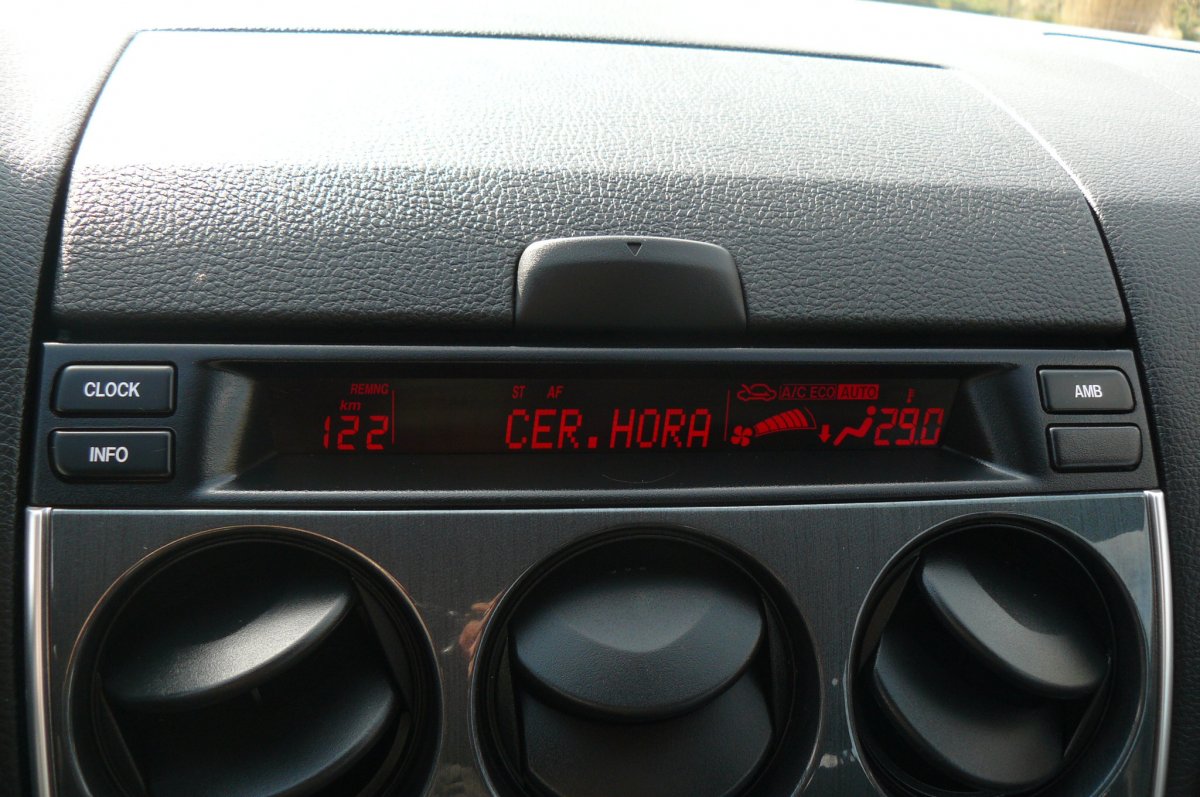 CLOCK
INFO
REMNG
km
122
ST AF
CER.HORA
A/C ECO AUTO
29.0
AMB